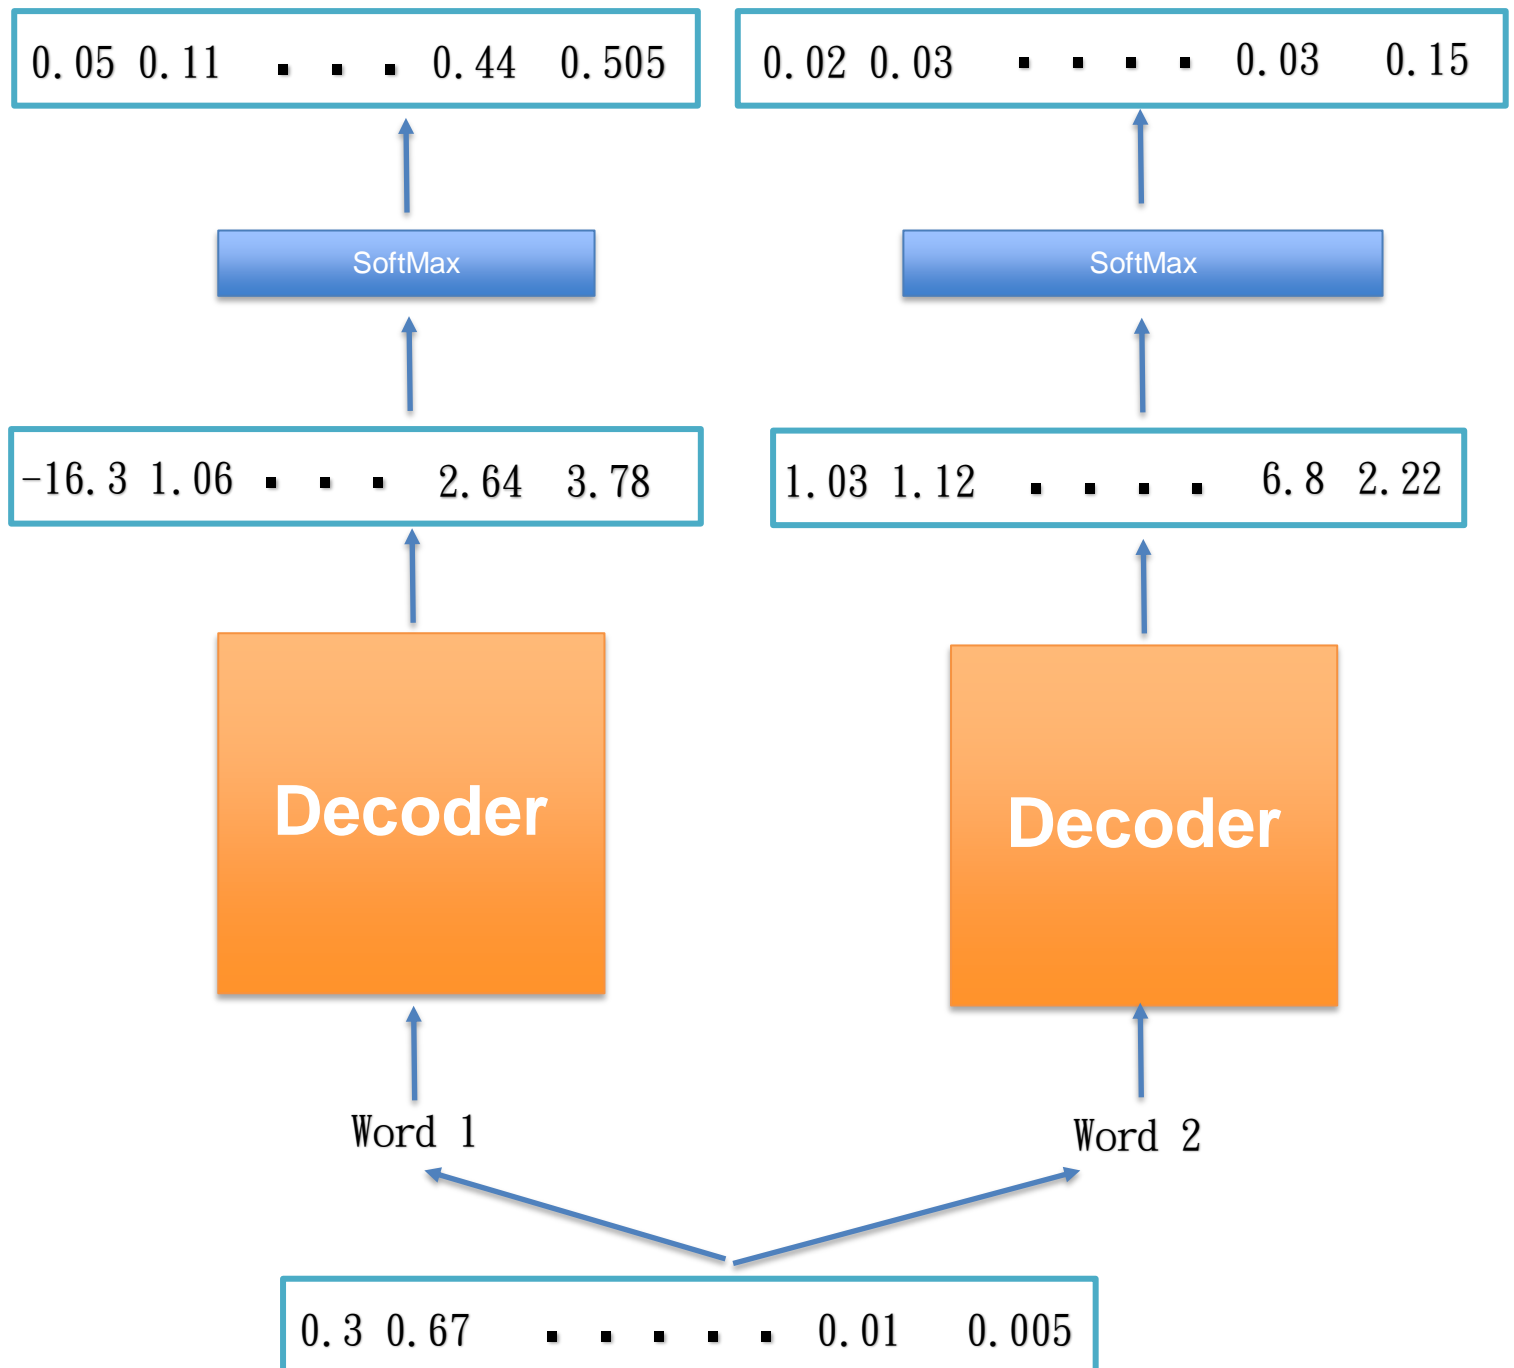 0.05 0.11 . . . 0.44 0.505
0.02 0.03 . . . . 0.03 0.15
SoftMax
SoftMax
-16.3 1.06 . . . 2.64 3.78
1.03 1.12 . . . . 6.8 2.22
Decoder
Decoder
Word 1
Word 2
0.3 0.67 . . . . . 0.01 0.005